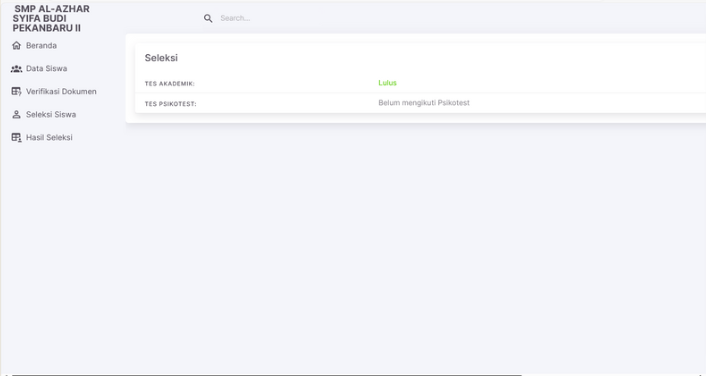 SMP AL-AZHAR
SYIFA BUDI
PEKANBARU II
Search...
Beranda
Data Siswa
Verifikasi Dokumen
Seleksi Siswa
Hasil Seleksi
Seleksi
TES AKADEMIK:
Lulus
TES PSIKOTEST:
Belum mengikuti Psikotest